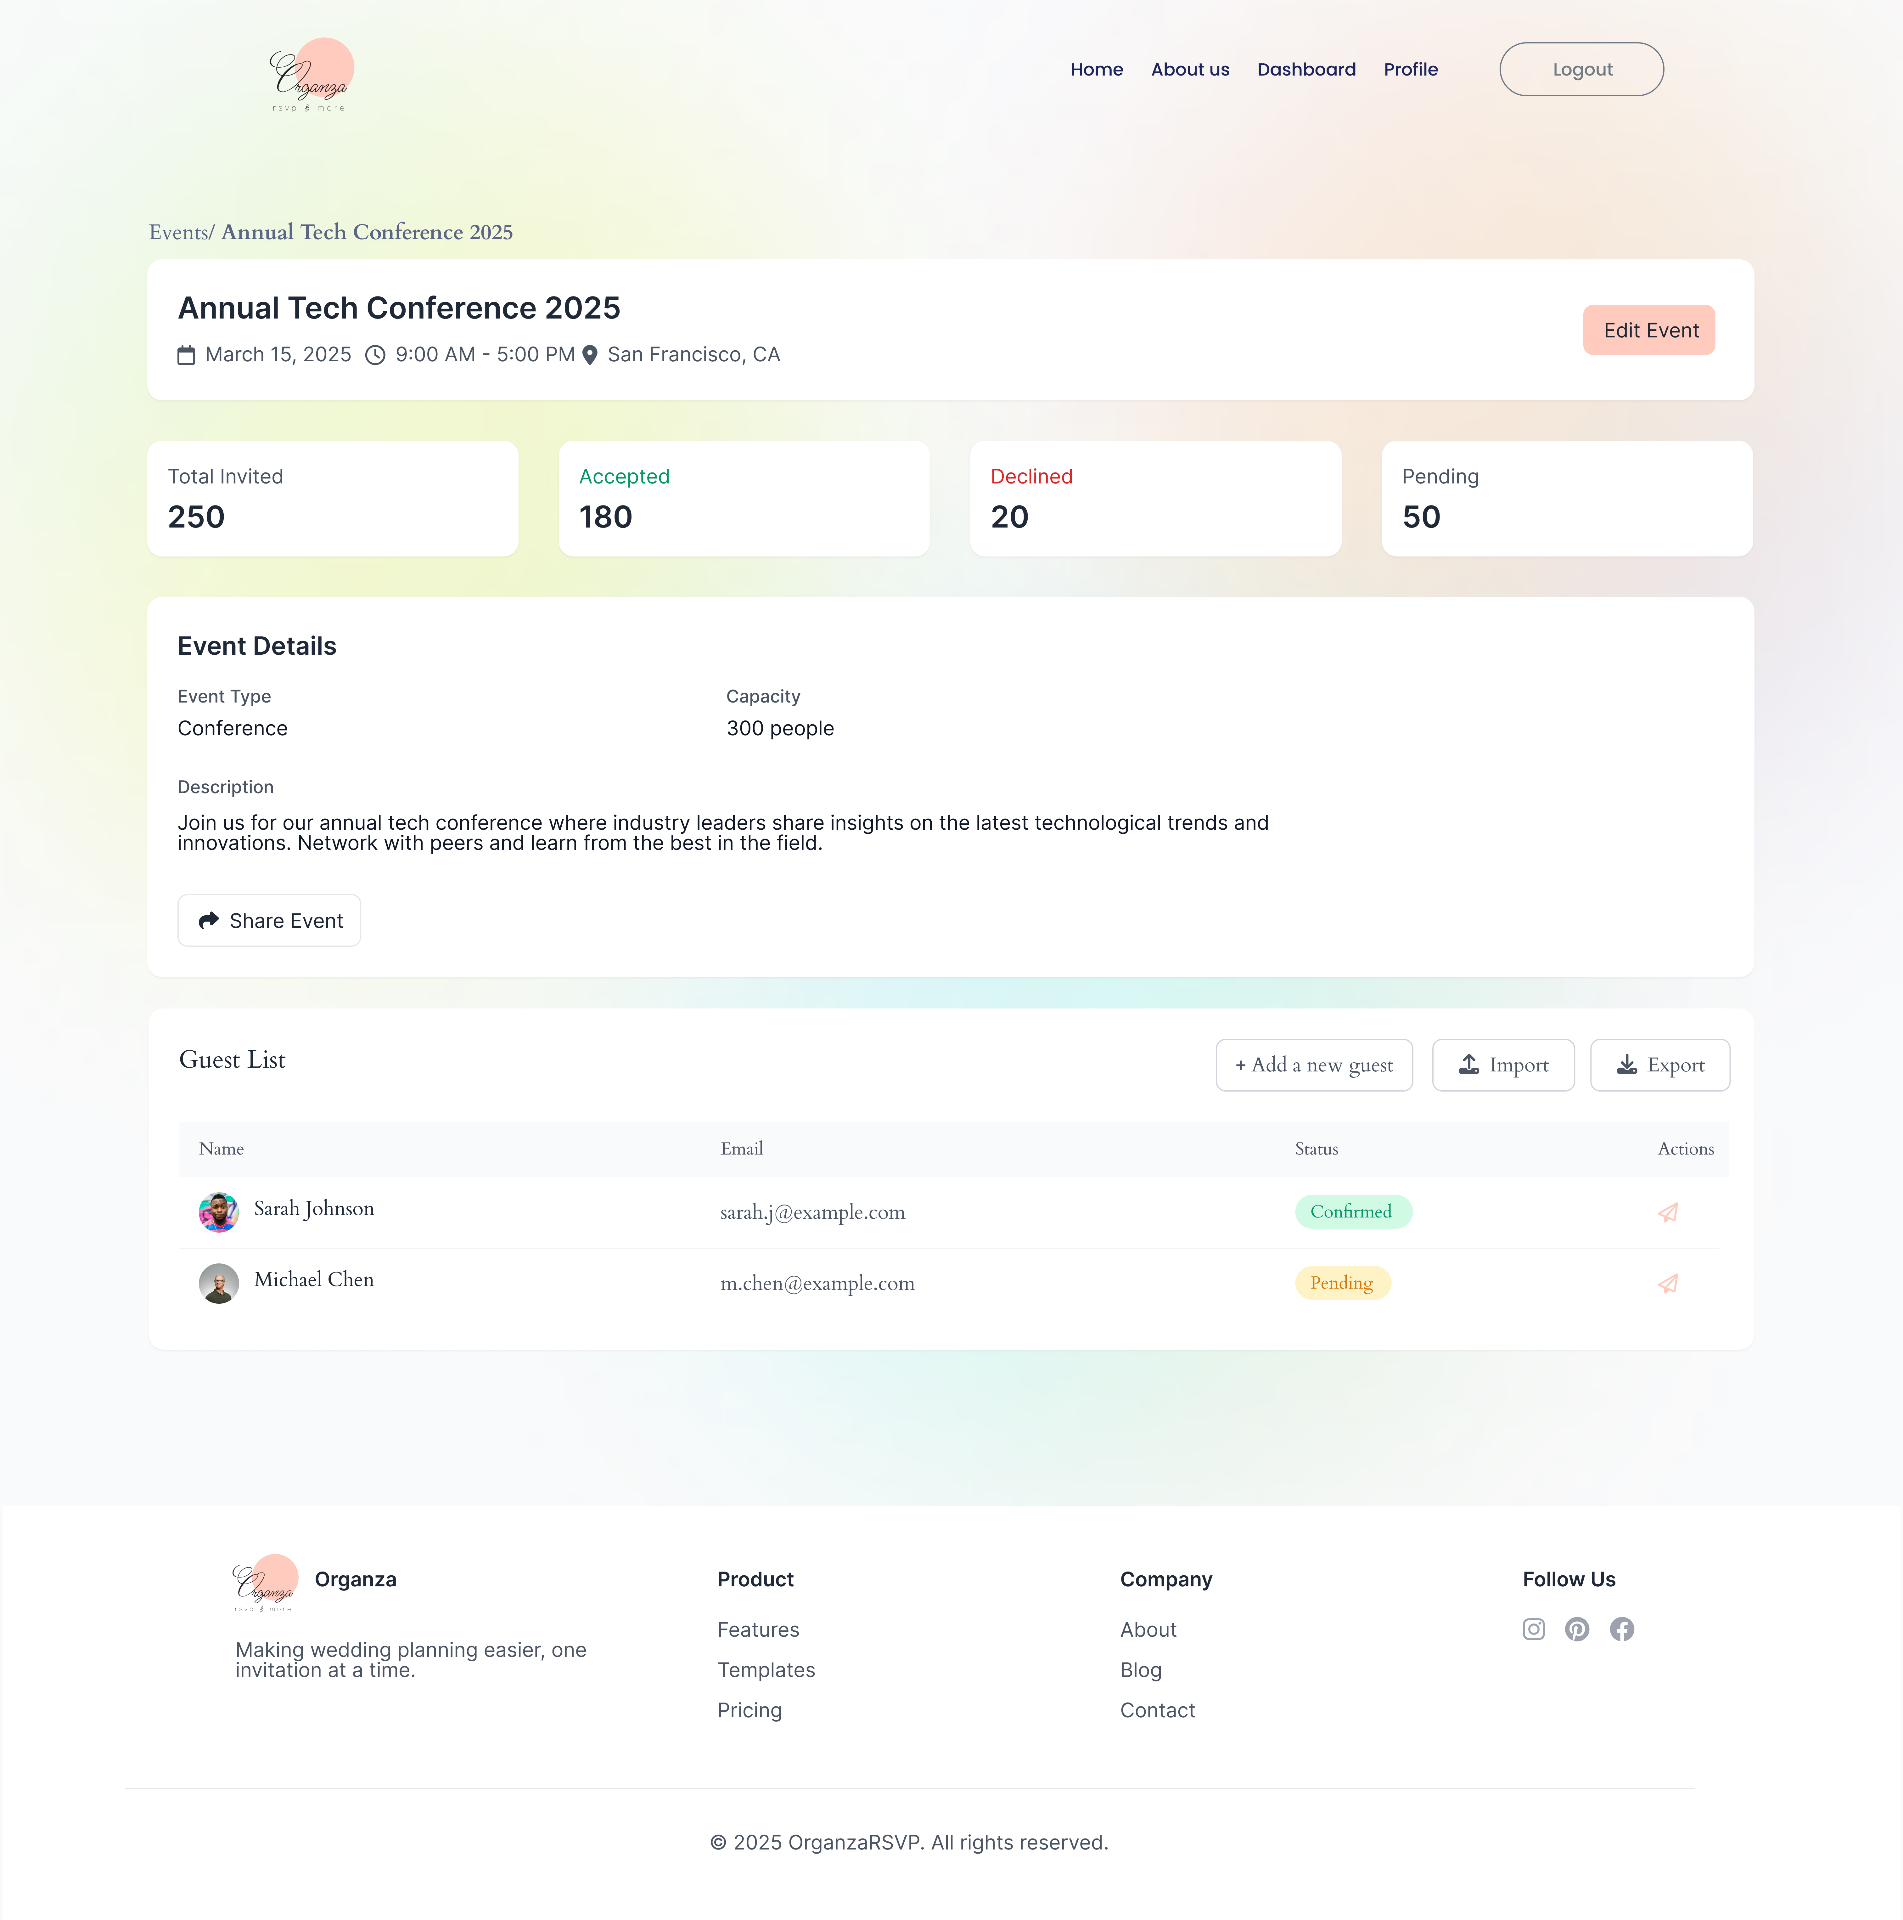 Organza
rsvp & more
Home About us Dashboard Profile Logout
Events/ Annual Tech Conference 2025
Annual Tech Conference 2025
March 15, 2025 9:00 AM - 5:00 PM San Francisco, CA
Edit Event
Total Invited
250
Accepted
180
Declined
20
Pending
50
Event Details
Event Type
Conference
Capacity
300 people
Description
Join us for our annual tech conference where industry leaders share insights on the latest technological trends and
innovations. Network with peers and learn from the best in the field.
Share Event
Guest List
+ Add a new guest
Import
Export
Name Email Status Actions
Sarah Johnson sarah.j@example.com Confirmed
Michael Chen m.chen@example.com Pending
Organza
rsvp & more
Organza
Making wedding planning easier, one
invitation at a time.
Product
Features
Templates
Pricing
Company
About
Blog
Contact
Follow Us
© 2025 OrganzaRSVP. All rights reserved.